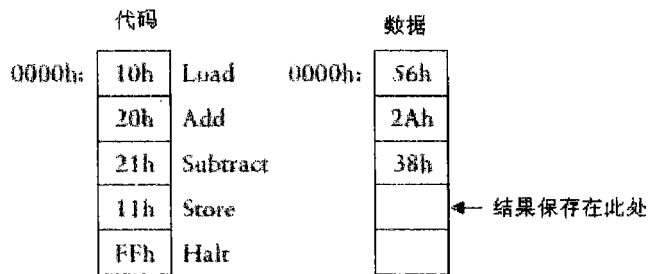 代码 数据
0000h: 10h Load 0000h: 56h
20h Add 2Ah
21h Subtract 38h
11h Store ← 结果保存在此处
FFh Halt